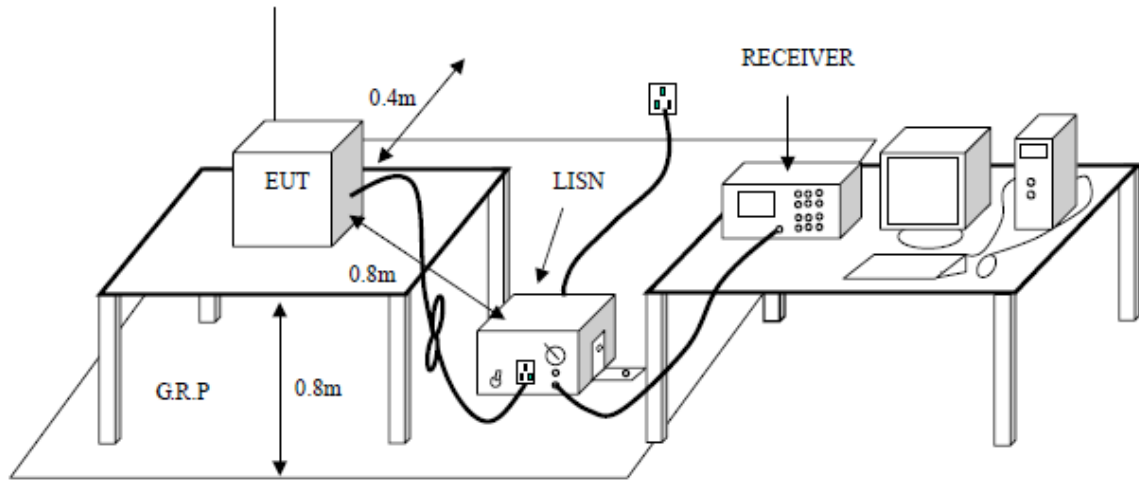 RECEIVER
0.4m
EUT
LISN
0.8m
G.R.P
0.8m